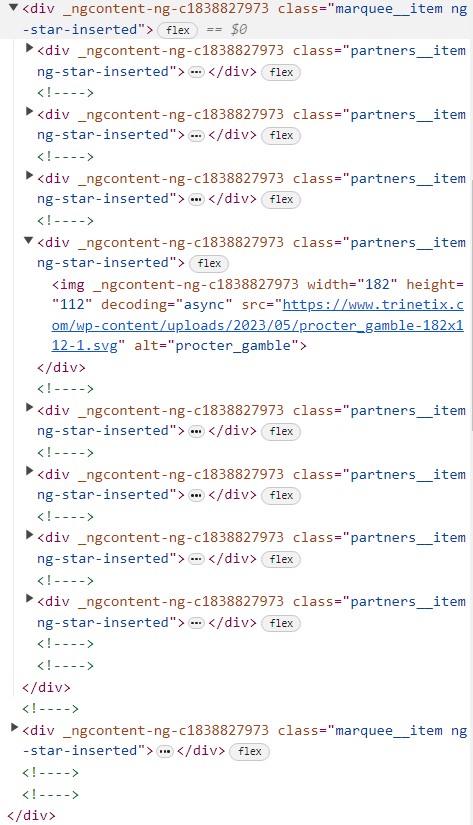 <div _ngcontent-ng-c1838827973 class="marquee__item ng
-star-inserted"> flex == $0
<div _ngcontent-ng-c1838827973 class="partners__item
ng-star-inserted"> ⋯ </div> flex
<!---->
<div _ngcontent-ng-c1838827973 class="partners__item
ng-star-inserted"> ⋯ </div> flex
<!---->
<div _ngcontent-ng-c1838827973 class="partners__item
ng-star-inserted"> ⋯ </div> flex
<!---->
<div _ngcontent-ng-c1838827973 class="partners__item
ng-star-inserted"> flex
<img _ngcontent-ng-c1838827973 width="182" height=
"112" decoding="async" src="https://www.trinetix.c
om/wp-content/uploads/2023/05/procter_gamble-182x1
12-1.svg" alt="procter_gamble">
</div>
<!---->
<div _ngcontent-ng-c1838827973 class="partners__item
ng-star-inserted"> ⋯ </div> flex
<!---->
<div _ngcontent-ng-c1838827973 class="partners__item
ng-star-inserted"> ⋯ </div> flex
<!---->
<div _ngcontent-ng-c1838827973 class="partners__item
ng-star-inserted"> ⋯ </div> flex
<!---->
<div _ngcontent-ng-c1838827973 class="partners__item
ng-star-inserted"> ⋯ </div> flex
<!---->
<!---->
</div>
<!---->
<div _ngcontent-ng-c1838827973 class="marquee__item ng
-star-inserted"> ⋯ </div> flex
<!---->
<!---->
</div>